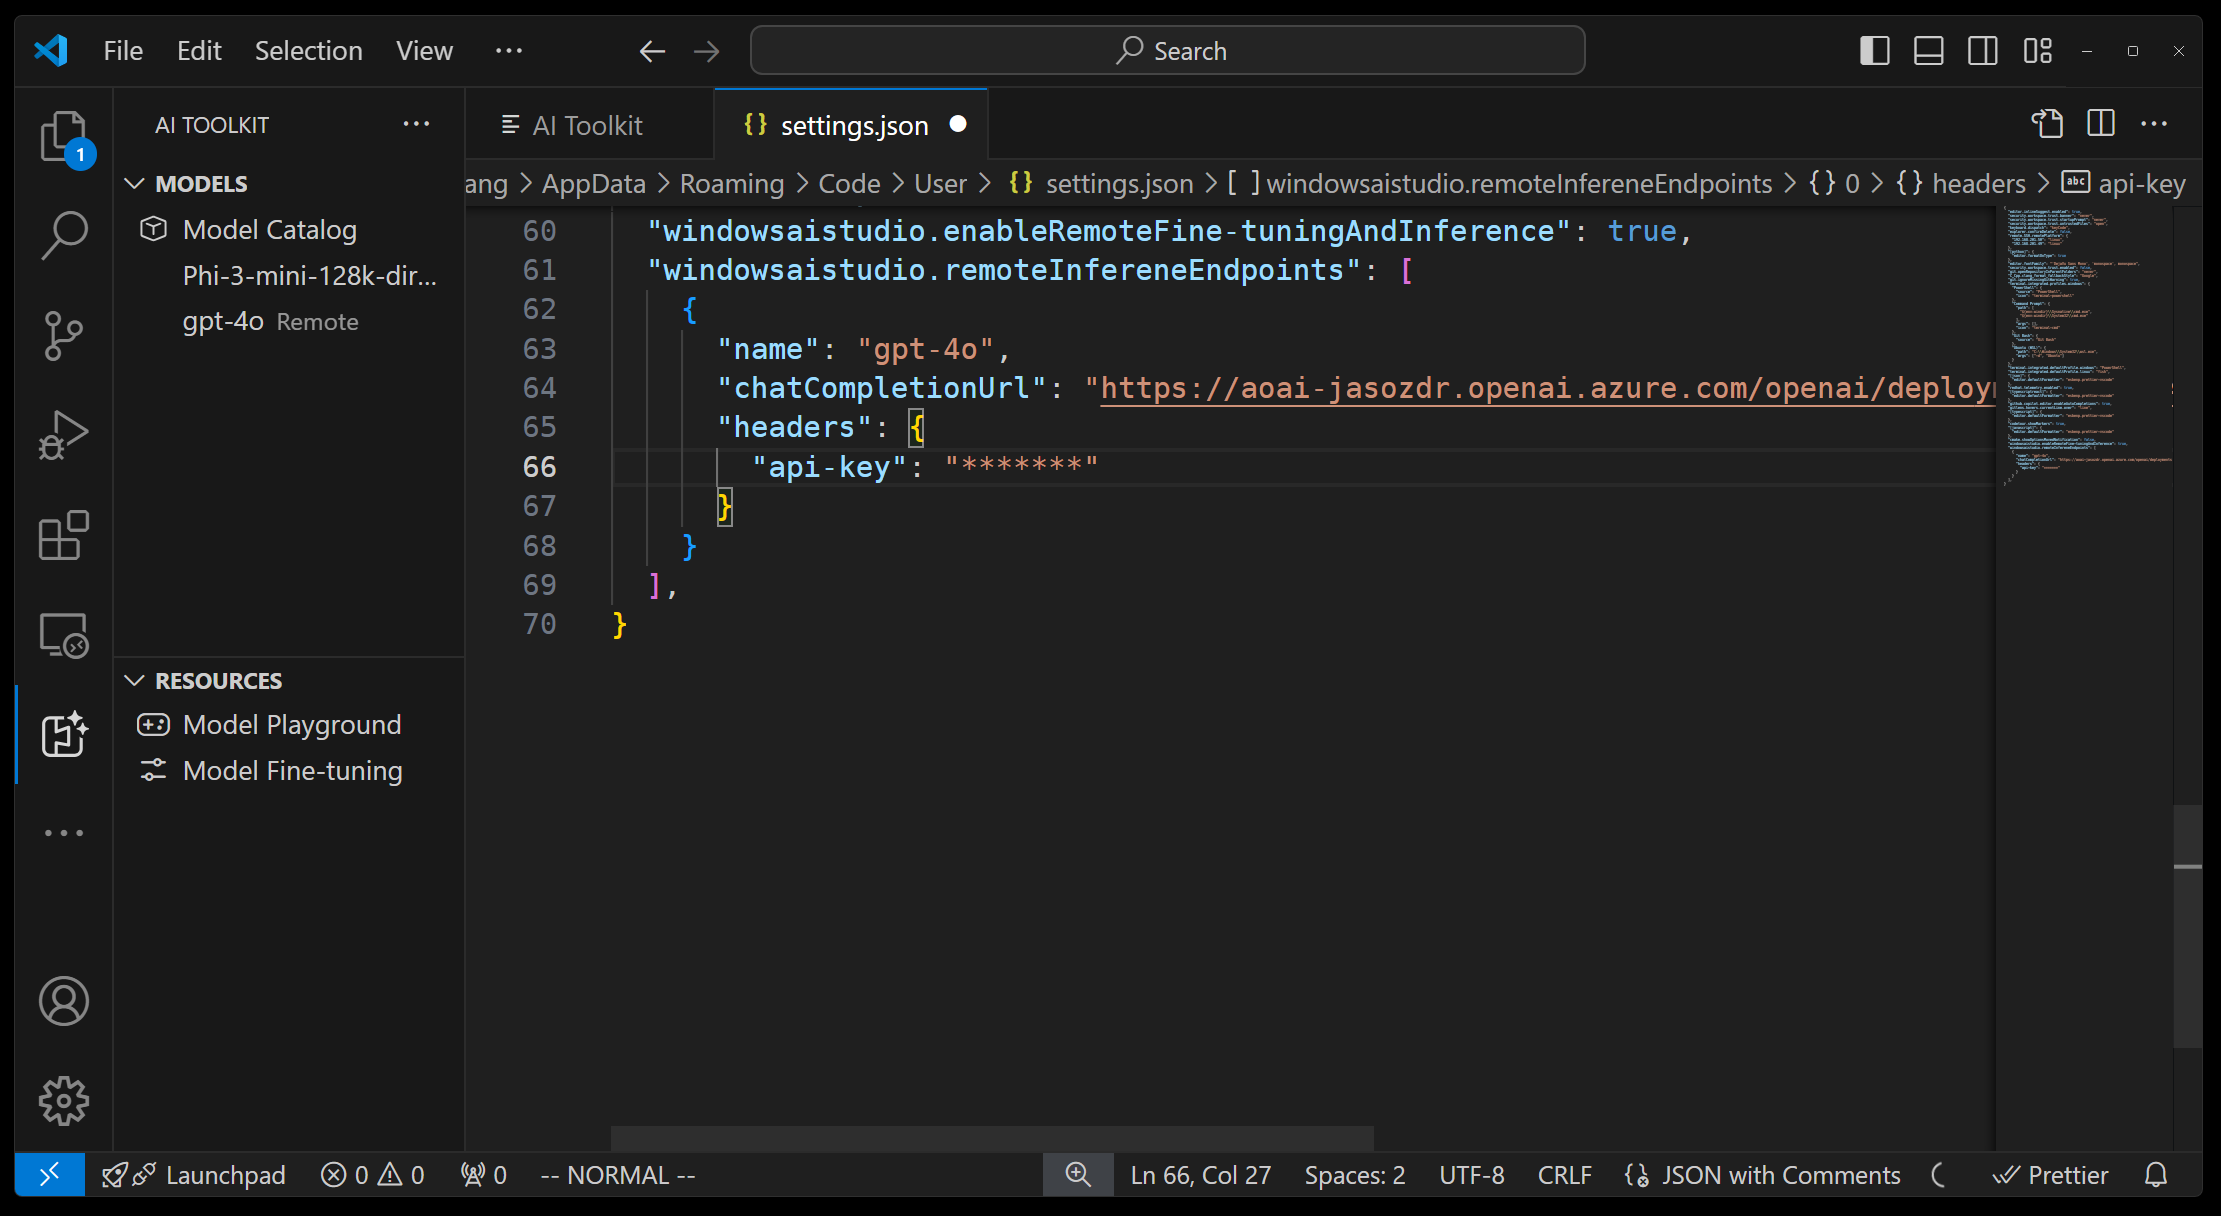 File Edit Selection View ··· Search
AI TOOLKIT ···
MODELS
Model Catalog
Phi-3-mini-128k-dir...
gpt-4o Remote
RESOURCES
Model Playground
Model Fine-tuning
1
AI Toolkit {} settings.json
ang > AppData > Roaming > Code > User > {} settings.json > [ ] windowsaistudio.remoteInfereneEndpoints > {} 0 > {} headers > abc api-key
60 "windowsaistudio.enableRemoteFine-tuningAndInference": true,
61 "windowsaistudio.remoteInfereneEndpoints": [
62 {
63 "name": "gpt-4o",
64 "chatCompletionUrl": "https://aoai-jasozdr.openai.azure.com/openai/deploy
65 "headers": {
66 "api-key": "*******"
67 }
68 }
69 ],
70 }
Launchpad 0 0 0 -- NORMAL -- Ln 66, Col 27 Spaces: 2 UTF-8 CRLF {} JSON with Comments Prettier